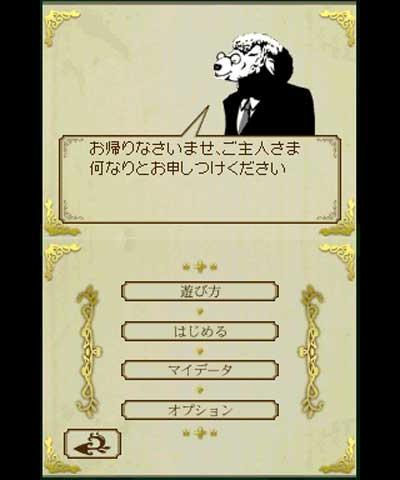 お帰りなさいませ、ご主人さま
何なりとお申しつけください
遊び方
はじめる
マイデータ
オプション